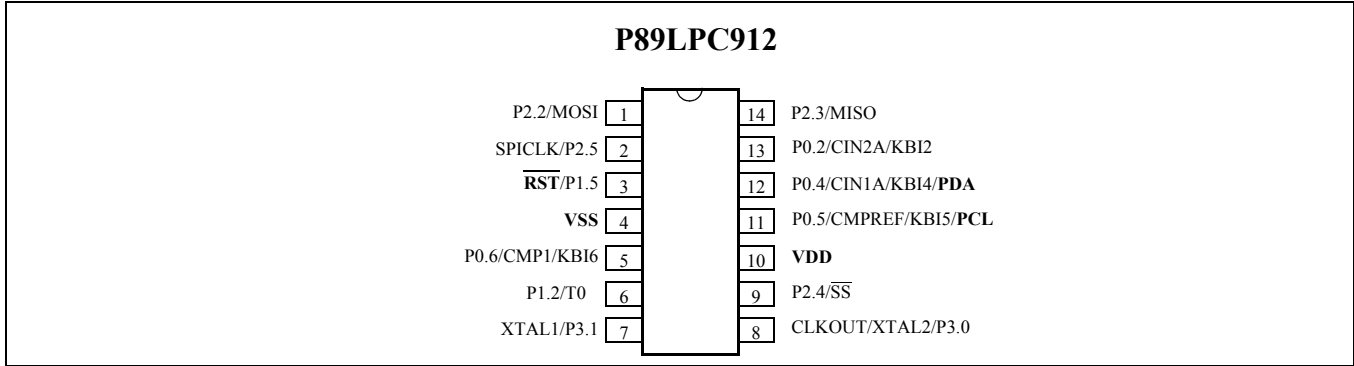 P89LPC912
P2.2/MOSI 1 14 P2.3/MISO
SPICLK/P2.5 2 13 P0.2/CIN2A/KBI2
RST/P1.5 3 12 P0.4/CIN1A/KBI4/PDA
VSS 4 11 P0.5/CMPREF/KBI5/PCL
P0.6/CMP1/KBI6 5 10 VDD
P1.2/T0 6 9 P2.4/SS
XTAL1/P3.1 7 8 CLKOUT/XTAL2/P3.0